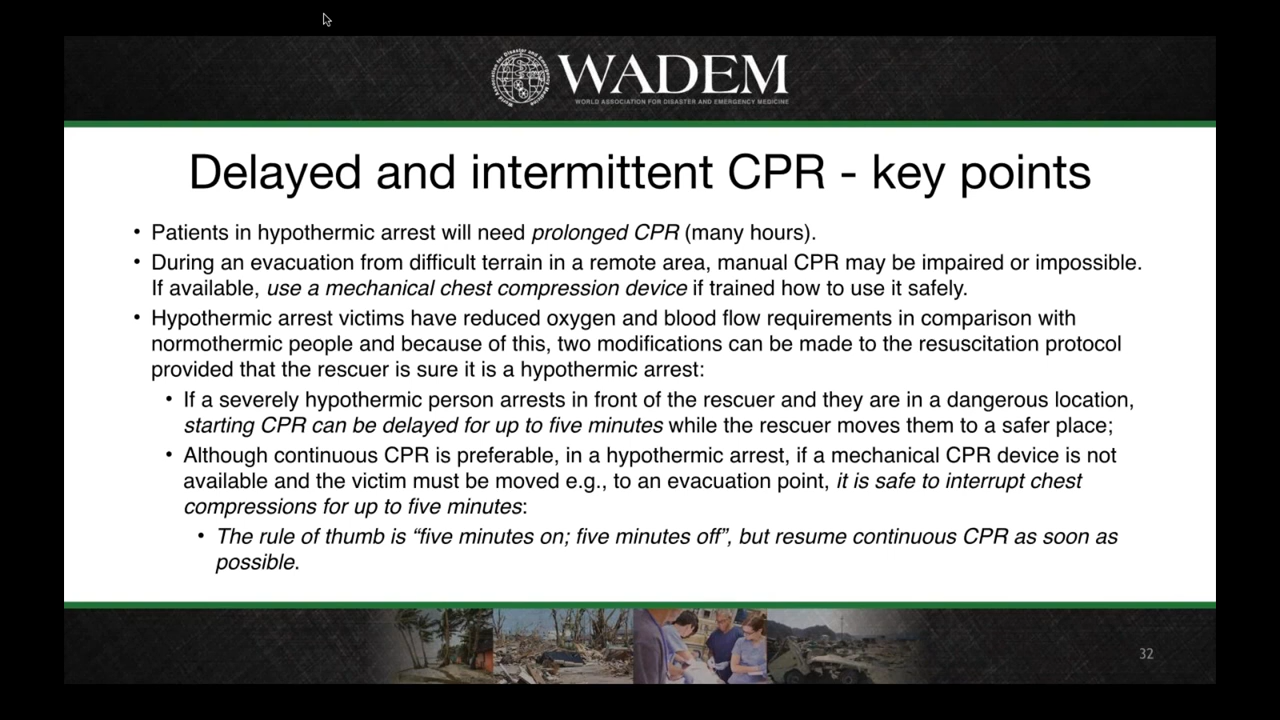 WADEM
WORLD ASSOCIATION FOR DISASTER AND EMERGENCY MEDICINE
World Association for Disaster and Emergency Medicine
Delayed and intermittent CPR - key points
• Patients in hypothermic arrest will need prolonged CPR (many hours).
• During an evacuation from difficult terrain in a remote area, manual CPR may be impaired or impossible.
If available, use a mechanical chest compression device if trained how to use it safely.
• Hypothermic arrest victims have reduced oxygen and blood flow requirements in comparison with
normothermic people and because of this, two modifications can be made to the resuscitation protocol
provided that the rescuer is sure it is a hypothermic arrest:
• If a severely hypothermic person arrests in front of the rescuer and they are in a dangerous location,
starting CPR can be delayed for up to five minutes while the rescuer moves them to a safer place;
• Although continuous CPR is preferable, in a hypothermic arrest, if a mechanical CPR device is not
available and the victim must be moved e.g., to an evacuation point, it is safe to interrupt chest
compressions for up to five minutes:
• The rule of thumb is “five minutes on; five minutes off”, but resume continuous CPR as soon as
possible.
32